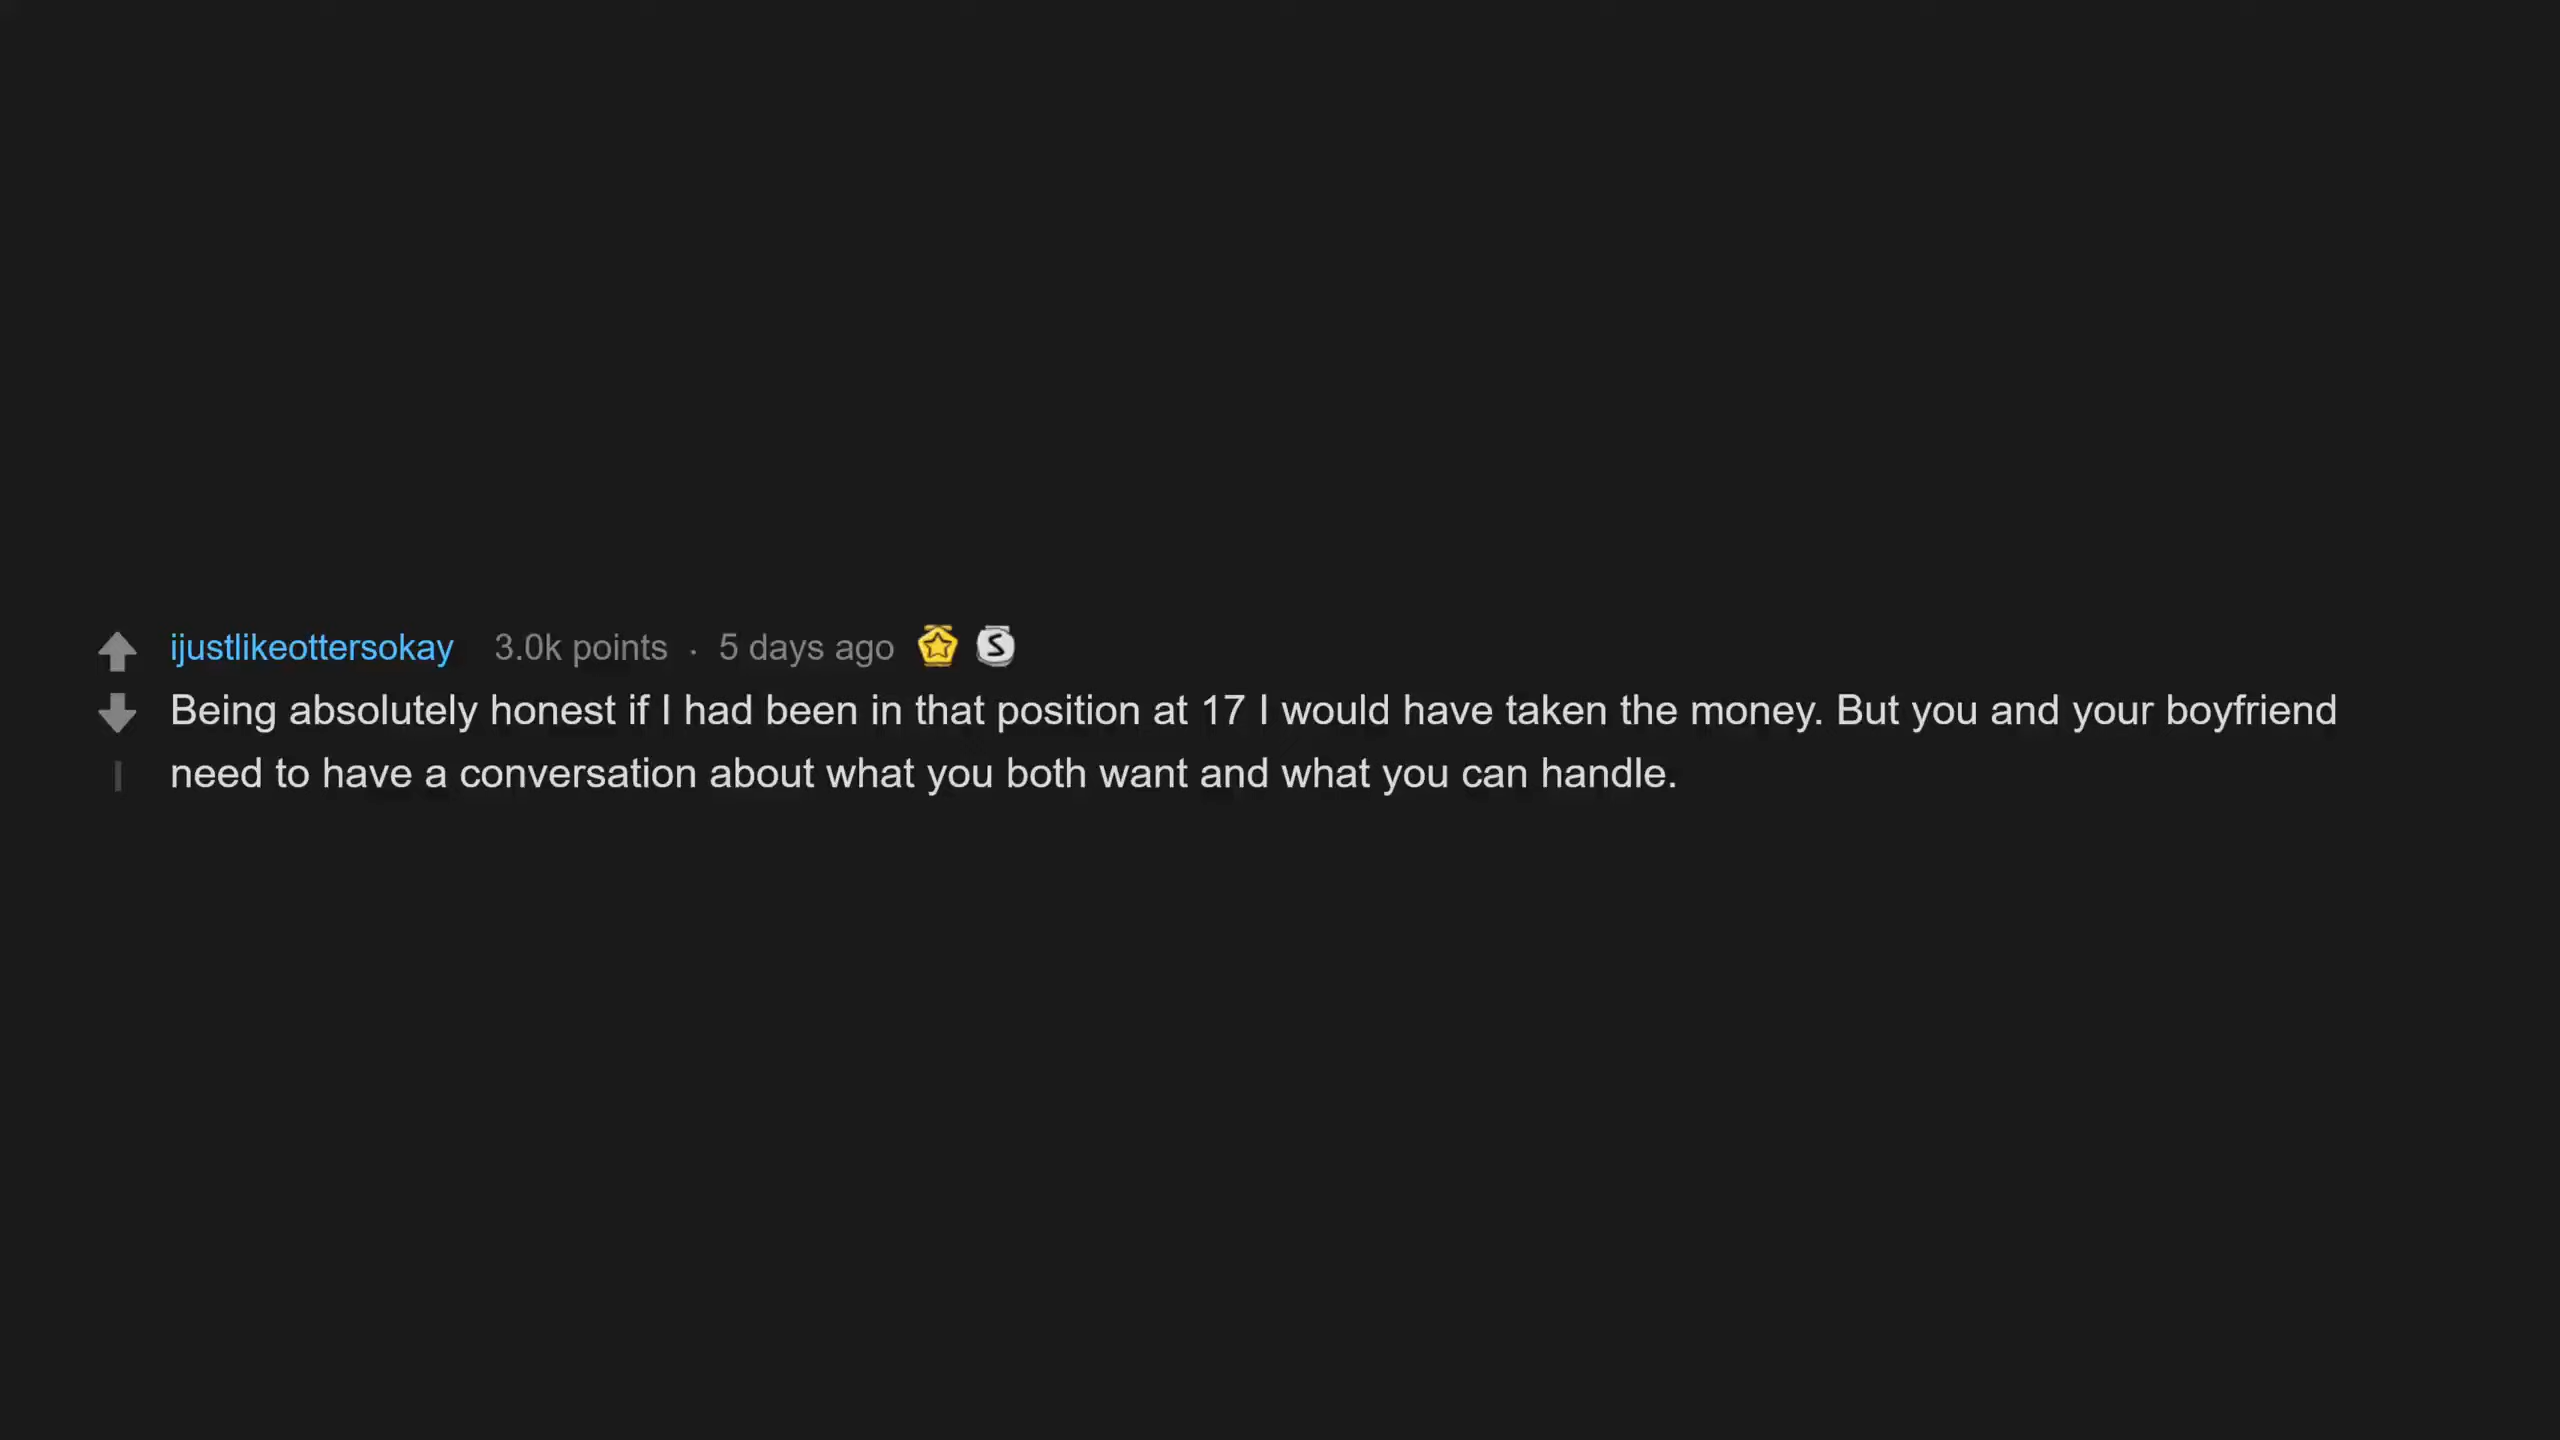 ijustlikeottersokay 3.0k points · 5 days ago
Being absolutely honest if I had been in that position at 17 I would have taken the money. But you and your boyfriend
need to have a conversation about what you both want and what you can handle.